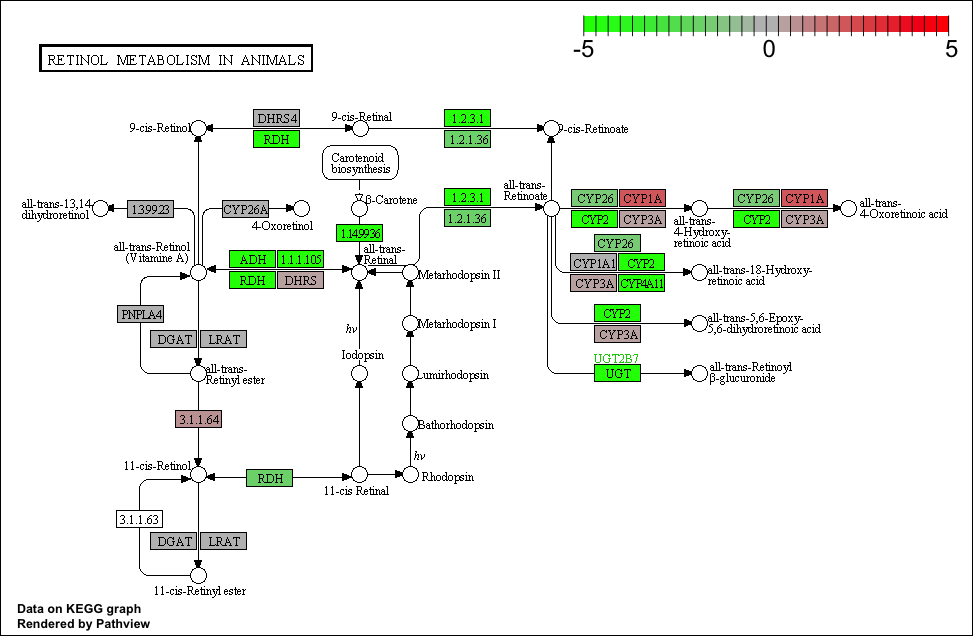 -5 0 5
RETINOL METABOLISM IN ANIMALS
9-cis-Retinol
DHRS4
RDH
9-cis-Retinal
1.2.3.1
1.2.1.36
9-cis-Retinoate
Carotenoid
biosynthesis
β-Carotene
1.14.99.36
all-trans-
Retinal
all-trans-13,14
dihydroretinol
1.3.99.23
CYP26A
4-Oxoretinol
all-trans-Retinol
(Vitamine A)
ADH 1.1.1.105
RDH DHRS
1.2.3.1
1.2.1.36
all-trans-
Retinoate
CYP26 CYP1A
CYP2 CYP3A
all-trans-
4-Hydroxy-
retinoic acid
CYP26 CYP1A
CYP2 CYP3A
all-trans-
4-Oxoretinoic acid
CYP26
CYP1A1 CYP2
CYP3A CYP4A11
all-trans-18-Hydroxy-
retinoic acid
CYP2
CYP3A
all-trans-5,6-Epoxy-
5,6-dihydroretinoic acid
UGT2B7
UGT
all-trans-Retinoyl
β-glucuronide
Metarhodopsin II
Metarhodopsin I
Lumirhodopsin
Bathorhodopsin
hν
Rhodopsin
hν
Iodopsin
PNPLA4
DGAT LRAT
all-trans-
Retinyl ester
3.1.1.64
11-cis-Retinol
RDH
11-cis Retinal
3.1.1.63
DGAT LRAT
11-cis-Retinyl ester
Data on KEGG graph
Rendered by Pathview